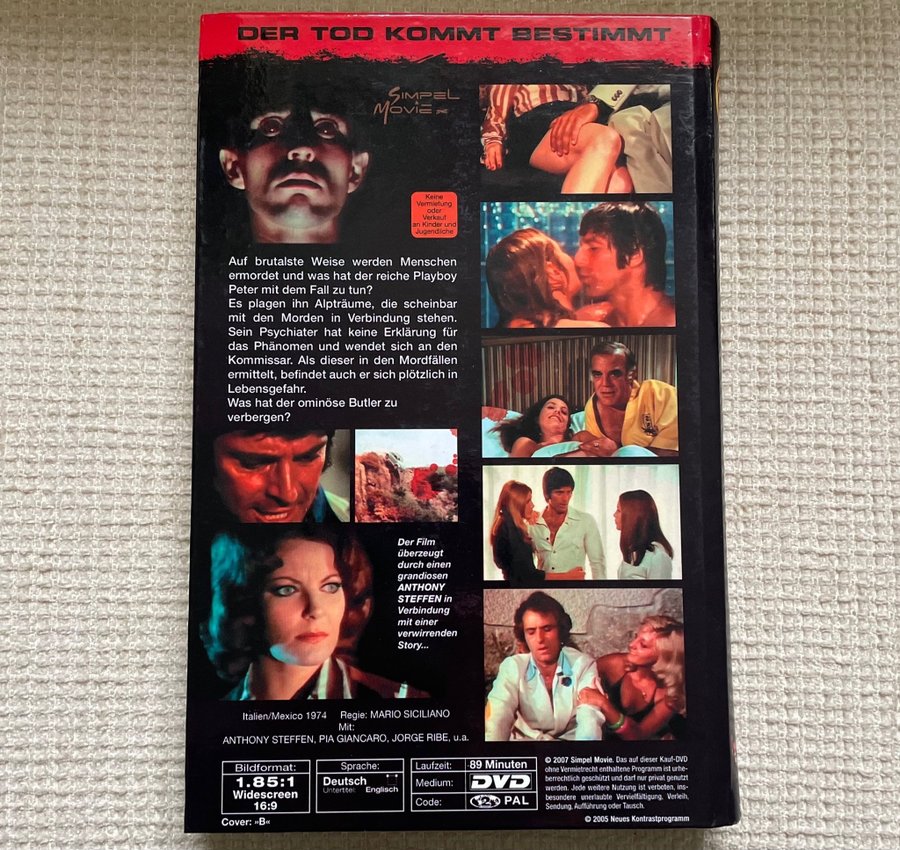 DER TOD KOMMT BESTIMMT
SIMPEL
MOVIE
Keine
Vermietung
oder
Verkauf
an Kinder und
Jugendliche
Auf brutalste Weise werden Menschen
ermordet und was hat der reiche Playboy
Peter mit dem Fall zu tun?
Es plagen ihn Alpträume, die scheinbar
mit den Morden in Verbindung stehen.
Sein Psychiater hat keine Erklärung für
das Phänomen und wendet sich an den
Kommissar. Als dieser in den Mordfällen
ermittelt, befindet auch er sich plötzlich in
Lebensgefahr.
Was hat der ominöse Butler zu
verbergen?
Der Film
überzeugt
durch einen
grandiosen
ANTHONY
STEFFEN in
Verbindung
mit einer
verwirrenden
Story...
Italien/Mexico 1974 Regie: MARIO SICILIANO
Mit:
ANTHONY STEFFEN, PIA GIANCARO, JORGE RIBE, u.a.
Bildformat:
1.85:1
Widescreen
16:9
Cover: »B«
Sprache:
Deutsch
Untertitel: Englisch
Laufzeit: 89 Minuten
Medium: DVD
Code: 2 PAL
© 2007 Simpel Movie. Das auf dieser Kauf-DVD
ohne Vermietrecht enthaltene Programm ist urhe-
berrechtlich geschützt und darf nur privat genutzt
werden. Jede weitere Nutzung ist verboten, ins-
besondere unerlaubte Vervielfältigung, Verleih,
Sendung, Aufführung oder Tausch.
© 2005 Neues Kontrastprogramm